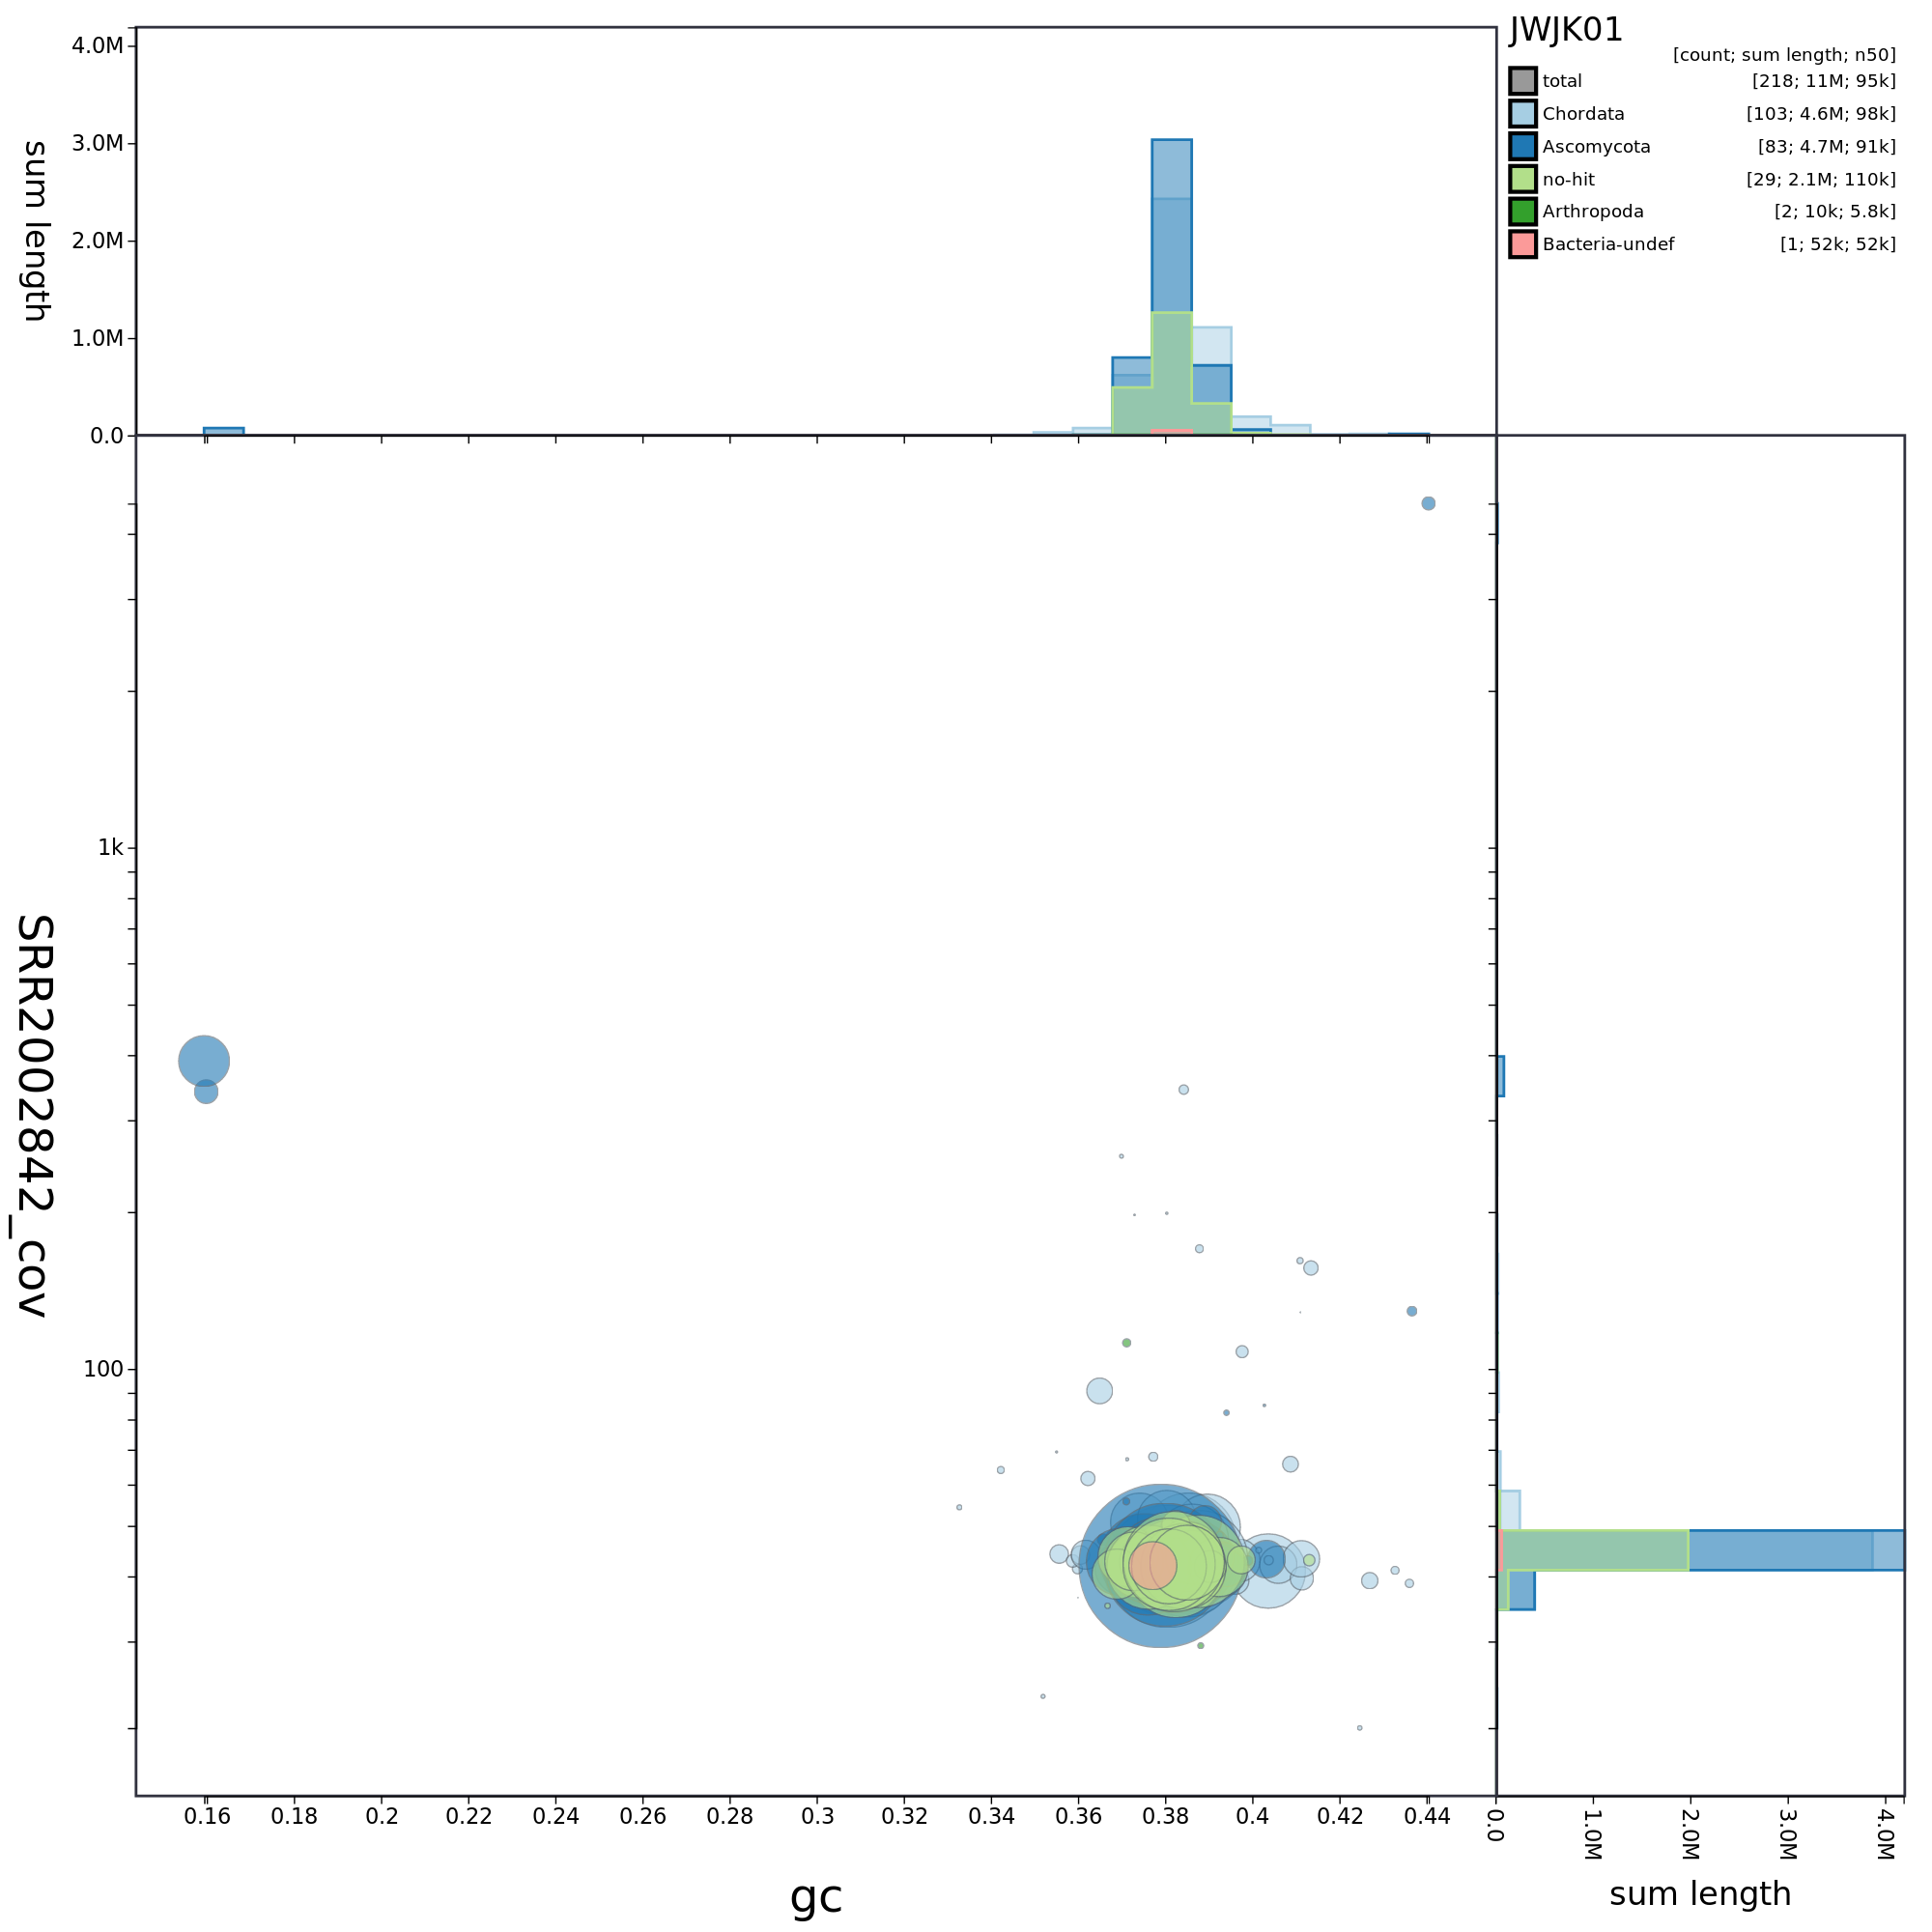 JWJK01
[count; sum length; n50]
total [218; 11M; 95k]
Chordata [103; 4.6M; 98k]
Ascomycota [83; 4.7M; 91k]
no-hit [29; 2.1M; 110k]
Arthropoda [2; 10k; 5.8k]
Bacteria-undef [1; 52k; 52k]
sum length
4.0M
3.0M
2.0M
1.0M
0.0
SRR2002842_cov
1k
100
0.16 0.18 0.2 0.22 0.24 0.26 0.28 0.3 0.32 0.34 0.36 0.38 0.4 0.42 0.44
gc
0.0 1.0M 2.0M 3.0M 4.0M
sum length